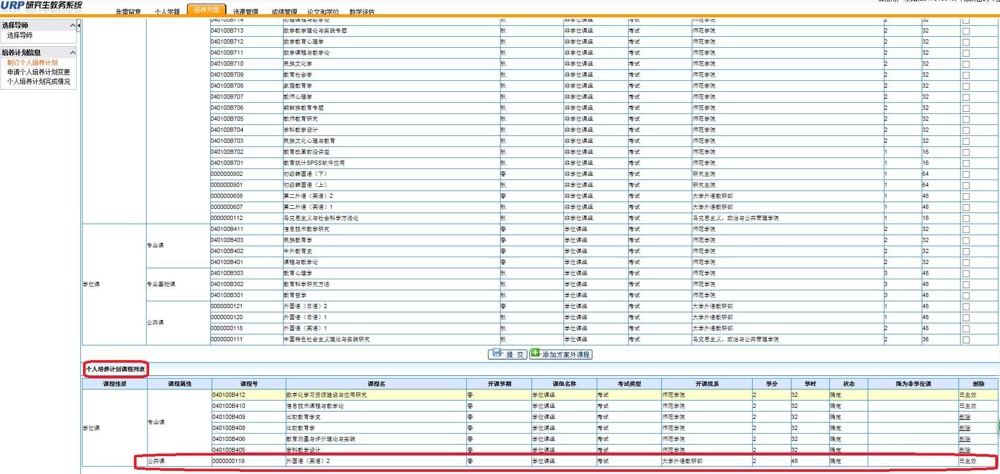 URP研究生教务系统
我要留意 个人学籍 培养方案 选课管理 成绩管理 论文和学位 教学评估
选择导师
选择导师
培养计划信息
制订个人培养计划
申请个人培养计划变更
个人培养计划完成情况
040100B714 物理课程与教学论 秋 非学位课组 考试 师范学院 2 32
040100B713 数学教学理论与实践专题 秋 非学位课组 考试 师范学院 2 32
040100B712 数学教育心理学 秋 非学位课组 考试 师范学院 2 32
040100B711 数学课程与教学论 秋 非学位课组 考试 师范学院 2 32
040100B710 民族文化学 秋 非学位课组 考试 师范学院 2 32
040100B709 教育社会学 秋 非学位课组 考试 师范学院 2 32
040100B708 家庭教育学 秋 非学位课组 考试 师范学院 2 32
040100B707 教师心理学 秋 非学位课组 考试 师范学院 2 32
040100B706 朝鲜族教育专题 秋 非学位课组 考试 师范学院 2 32
040100B705 教师教育研究 秋 非学位课组 考试 师范学院 2 32
040100B704 学科教学设计 秋 非学位课组 考试 师范学院 2 32
040100B703 民族文化心理与教育 秋 非学位课组 考试 师范学院 2 32
040100B702 教育改革前沿讲座 秋 非学位课组 考试 师范学院 1 16
040100B701 教育统计SPSS软件应用 秋 非学位课组 考试 师范学院 1 16
0000000902 初级韩国语（下） 春 非学位课组 考试 研究生院 1 64
0000000901 初级韩国语（上） 秋 非学位课组 考试 研究生院 1 64
0000000608 第二外语（英语）2 春 非学位课组 考试 大学外语教研部 1 48
0000000607 第二外语（英语）1 秋 非学位课组 考试 大学外语教研部 1 48
0000000112 马克思主义与社会科学方法论 秋 非学位课组 考试 马克思主义、政治与公共管理学院 1 18
学位课 专业课 040100B411 信息技术教学研究 春 学位课组 考试 师范学院 2 32
040100B403 民族教育学 春 学位课组 考试 师范学院 2 32
040100B402 中外教育史 春 学位课组 考试 师范学院 2 32
040100B401 课程与教学论 春 学位课组 考试 师范学院 2 32
专业基础课 040100B303 教育心理学 秋 学位课组 考试 师范学院 3 48
040100B302 教育科学研究方法 秋 学位课组 考试 师范学院 3 48
040100B301 教育哲学 秋 学位课组 考试 师范学院 3 48
公共课 0000000121 外国语（日语）2 春 学位课组 考试 大学外语教研部 1 48
0000000120 外国语（日语）1 秋 学位课组 考试 大学外语教研部 1 48
0000000118 外国语（英语）1 秋 学位课组 考试 大学外语教研部 2 48
0000000111 中国特色社会主义理论与实践研究 秋 学位课组 考试 马克思主义、政治与公共管理学院 2 36
提 交 添加方案外课程
个人培养计划课程列表
课程性质 课程属性 课程号 课程名 开课学期 课组名称 考试类型 开课院系 学分 学时 状态 降为非学位课 删除
学位课 专业课 040100B412 数字化学习资源建设与应用研究 春 学位课组 考试 师范学院 2 32 确定 已生效
040100B410 信息技术课程与教学论 春 学位课组 考试 师范学院 2 32 确定 已生效
040100B409 比较教育学史 春 学位课组 考试 师范学院 2 32 确定 删除
040100B408 比较教育学 春 学位课组 考试 师范学院 2 32 确定 删除
040100B406 教育测量与评价理论与实践 春 学位课组 考试 师范学院 2 32 确定 删除
040100B405 学科教学设计 春 学位课组 考试 师范学院 2 32 确定 删除
公共课 0000000119 外国语（英语）2 春 学位课组 考试 大学外语教研部 2 48 确定 已生效